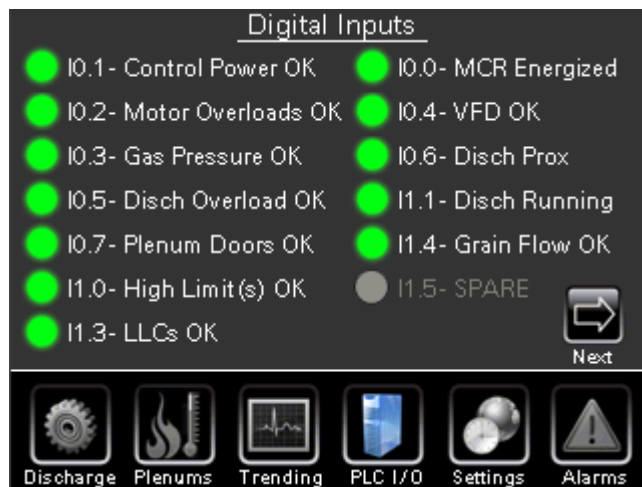 Digital Inputs
I0.1- Control Power OK
I0.2- Motor Overloads OK
I0.3- Gas Pressure OK
I0.5- Disch Overload OK
I0.7- Plenum Doors OK
I1.0- High Limit(s) OK
I1.3- LLCs OK
I0.0- MCR Energized
I0.4- VFD OK
I0.6- Disch Prox
I1.1- Disch Running
I1.4- Grain Flow OK
I1.5- SPARE
Next
Discharge
Plenums
Trending
PLC I/O
Settings
Alarms